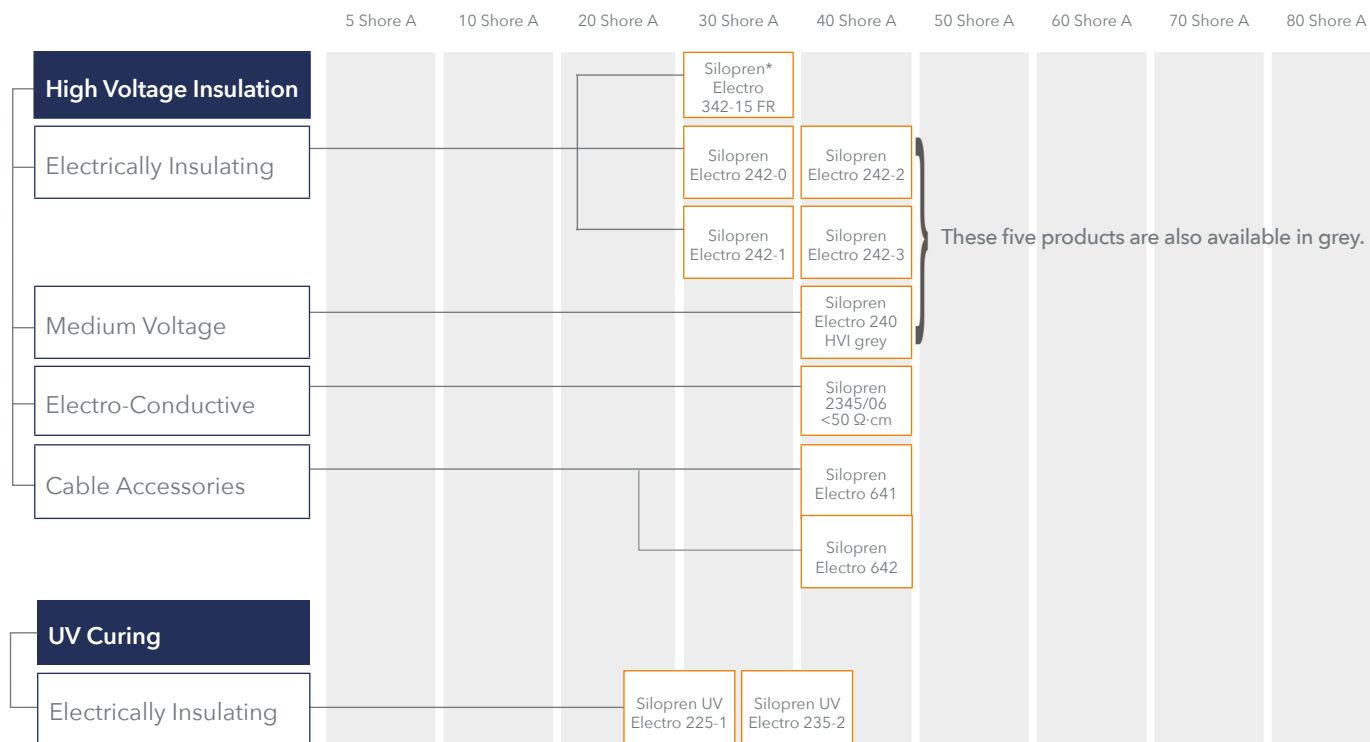 5 Shore A 10 Shore A 20 Shore A 30 Shore A 40 Shore A 50 Shore A 60 Shore A 70 Shore A 80 Shore A
High Voltage Insulation
Silopren*
Electro
342-15 FR
Electrically Insulating
Silopren
Electro 242-0
Silopren
Electro 242-2
Silopren
Electro 242-1
Silopren
Electro 242-3
These five products are also available in grey.
Medium Voltage
Silopren
Electro 240
HVI grey
Electro-Conductive
Silopren
2345/06
<50 Ω·cm
Cable Accessories
Silopren
Electro 641
Silopren
Electro 642
UV Curing
Electrically Insulating
Silopren UV
Electro 225-1
Silopren UV
Electro 235-2